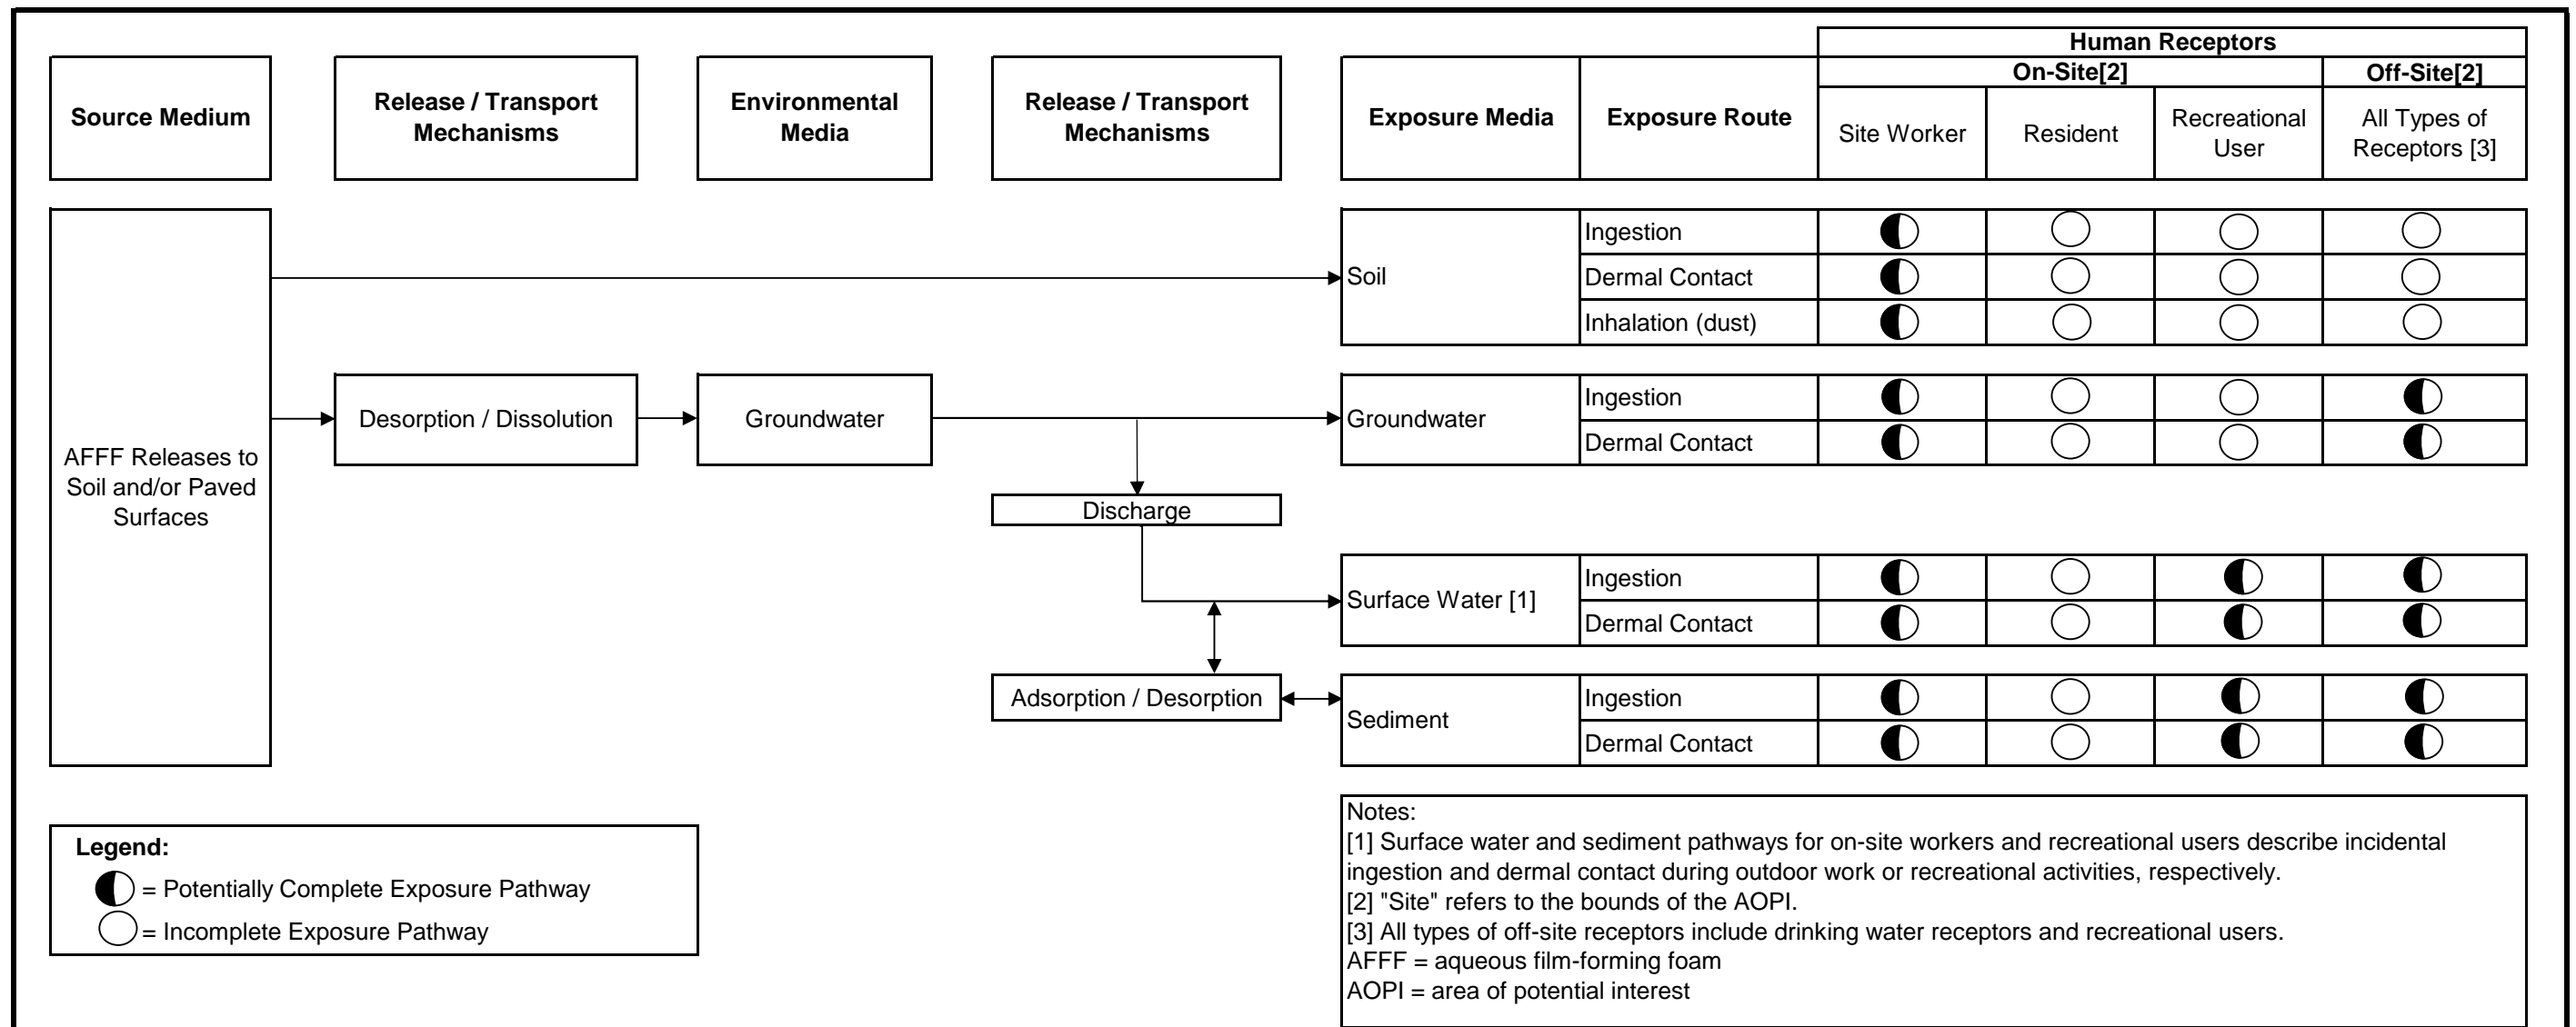 Human Receptors
On-Site[2]
Off-Site[2]
Source Medium
Release / Transport
Mechanisms
Environmental
Media
Release / Transport
Mechanisms
Exposure Media
Exposure Route
Site Worker
Resident
Recreational
User
All Types of
Receptors [3]
AFFF Releases to
Soil and/or Paved
Surfaces
Soil
Ingestion
Dermal Contact
Inhalation (dust)
Desorption / Dissolution
Groundwater
Groundwater
Ingestion
Dermal Contact
Discharge
Surface Water [1]
Ingestion
Dermal Contact
Adsorption / Desorption
Sediment
Ingestion
Dermal Contact
Legend:
= Potentially Complete Exposure Pathway
= Incomplete Exposure Pathway
Notes:
[1] Surface water and sediment pathways for on-site workers and recreational users describe incidental
ingestion and dermal contact during outdoor work or recreational activities, respectively.
[2] "Site" refers to the bounds of the AOPI.
[3] All types of off-site receptors include drinking water receptors and recreational users.
AFFF = aqueous film-forming foam
AOPI = area of potential interest